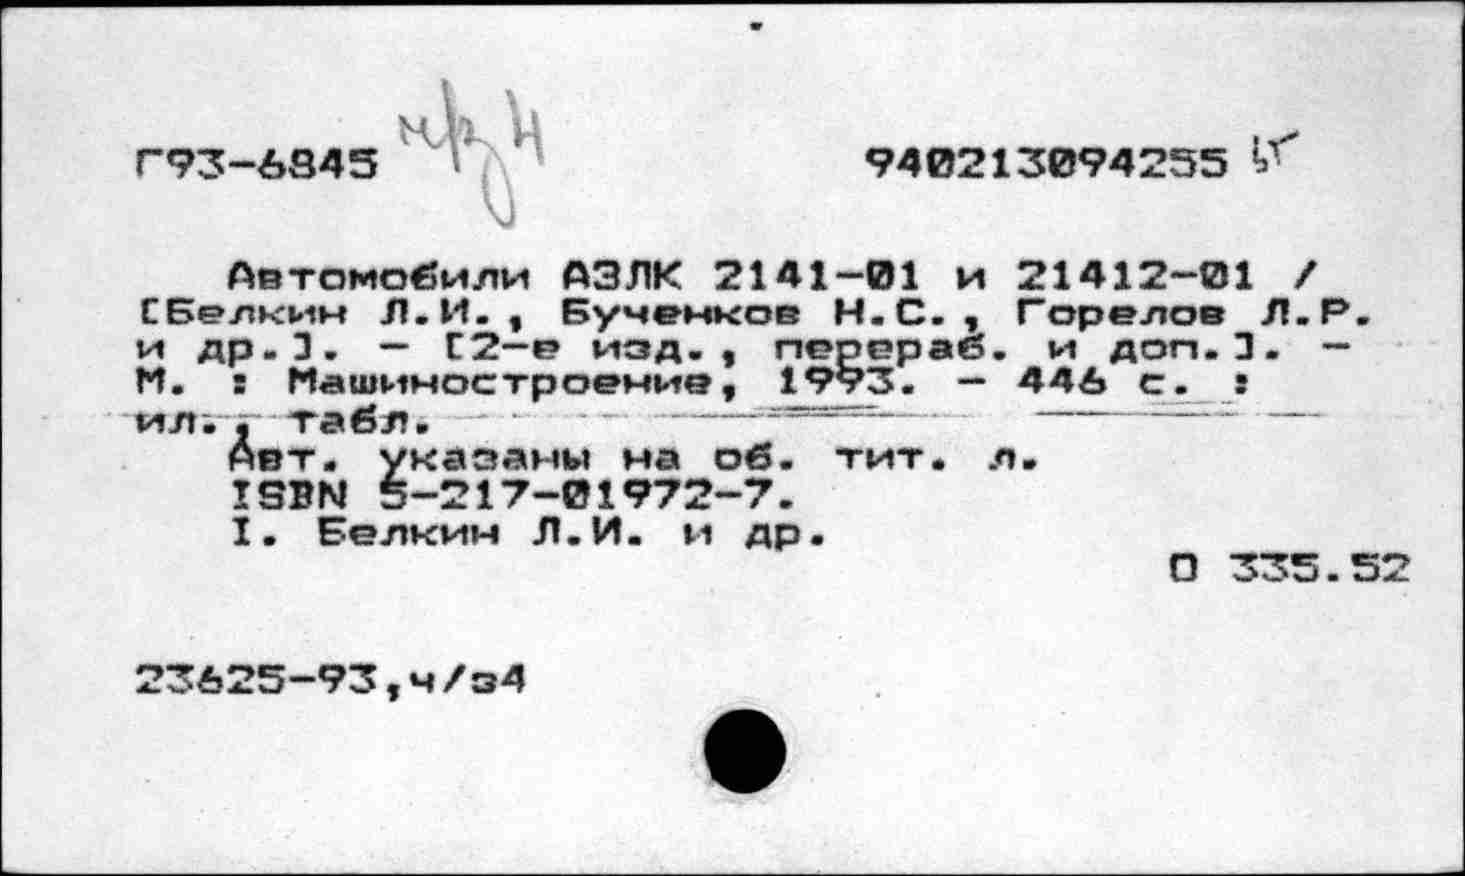 Г93-6845 940213094255
Автомобили АЗЛК 2141-01 и 21412-01 /
[Белкин Л.И., Бученков Н.С., Горелов Л.Р.
и др.]. - [2-е изд., перераб. и доп.]. -
М. : Машиностроение, 1993. - 446 с. :
ил., табл.
Авт. указаны на об. тит. л.
ISBN 5-217-01972-7.
I. Белкин Л.И. и др.
О 335.52
23625-93,ч/з4